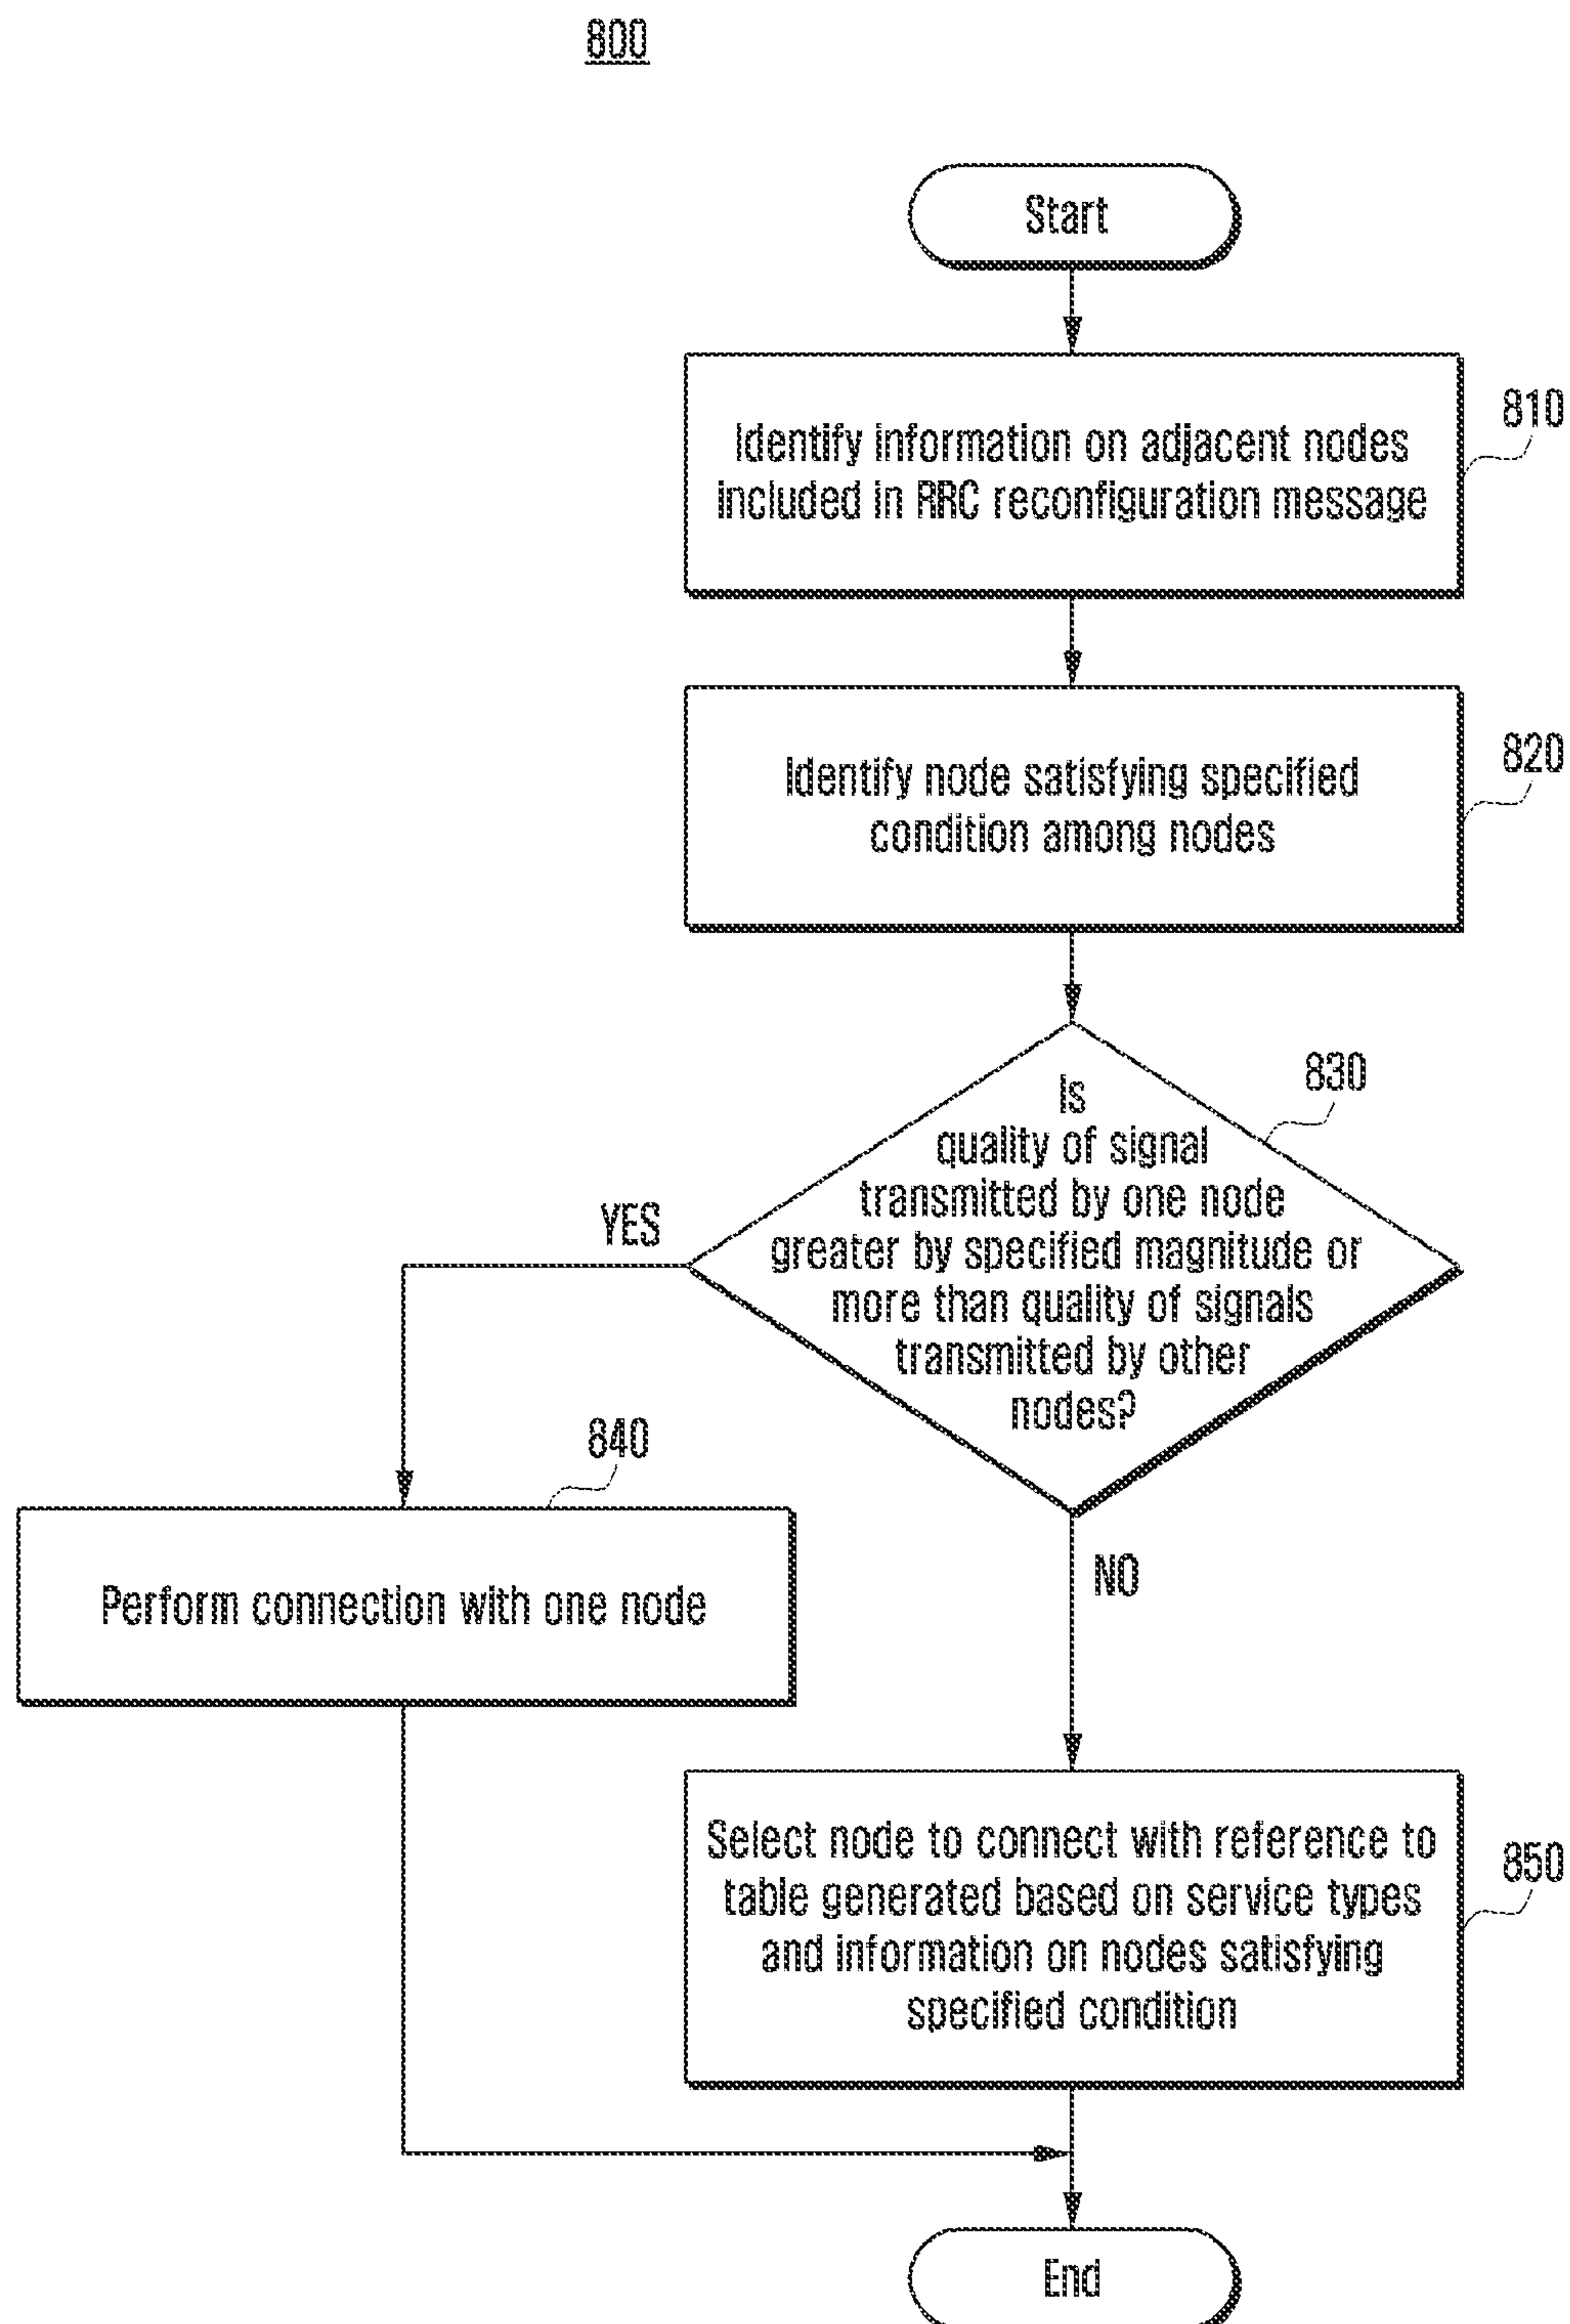 800
Start
Identify information on adjacent nodes
included in RRC reconfiguration message
810
Identify node satisfying specified
condition among nodes
820
Is
quality of signal
transmitted by one node
greater by specified magnitude or
more than quality of signals
transmitted by other
nodes?
830
YES
840
Perform connection with one node
NO
Select node to connect with reference to
table generated based on service types
and information on nodes satisfying
specified condition
850
End